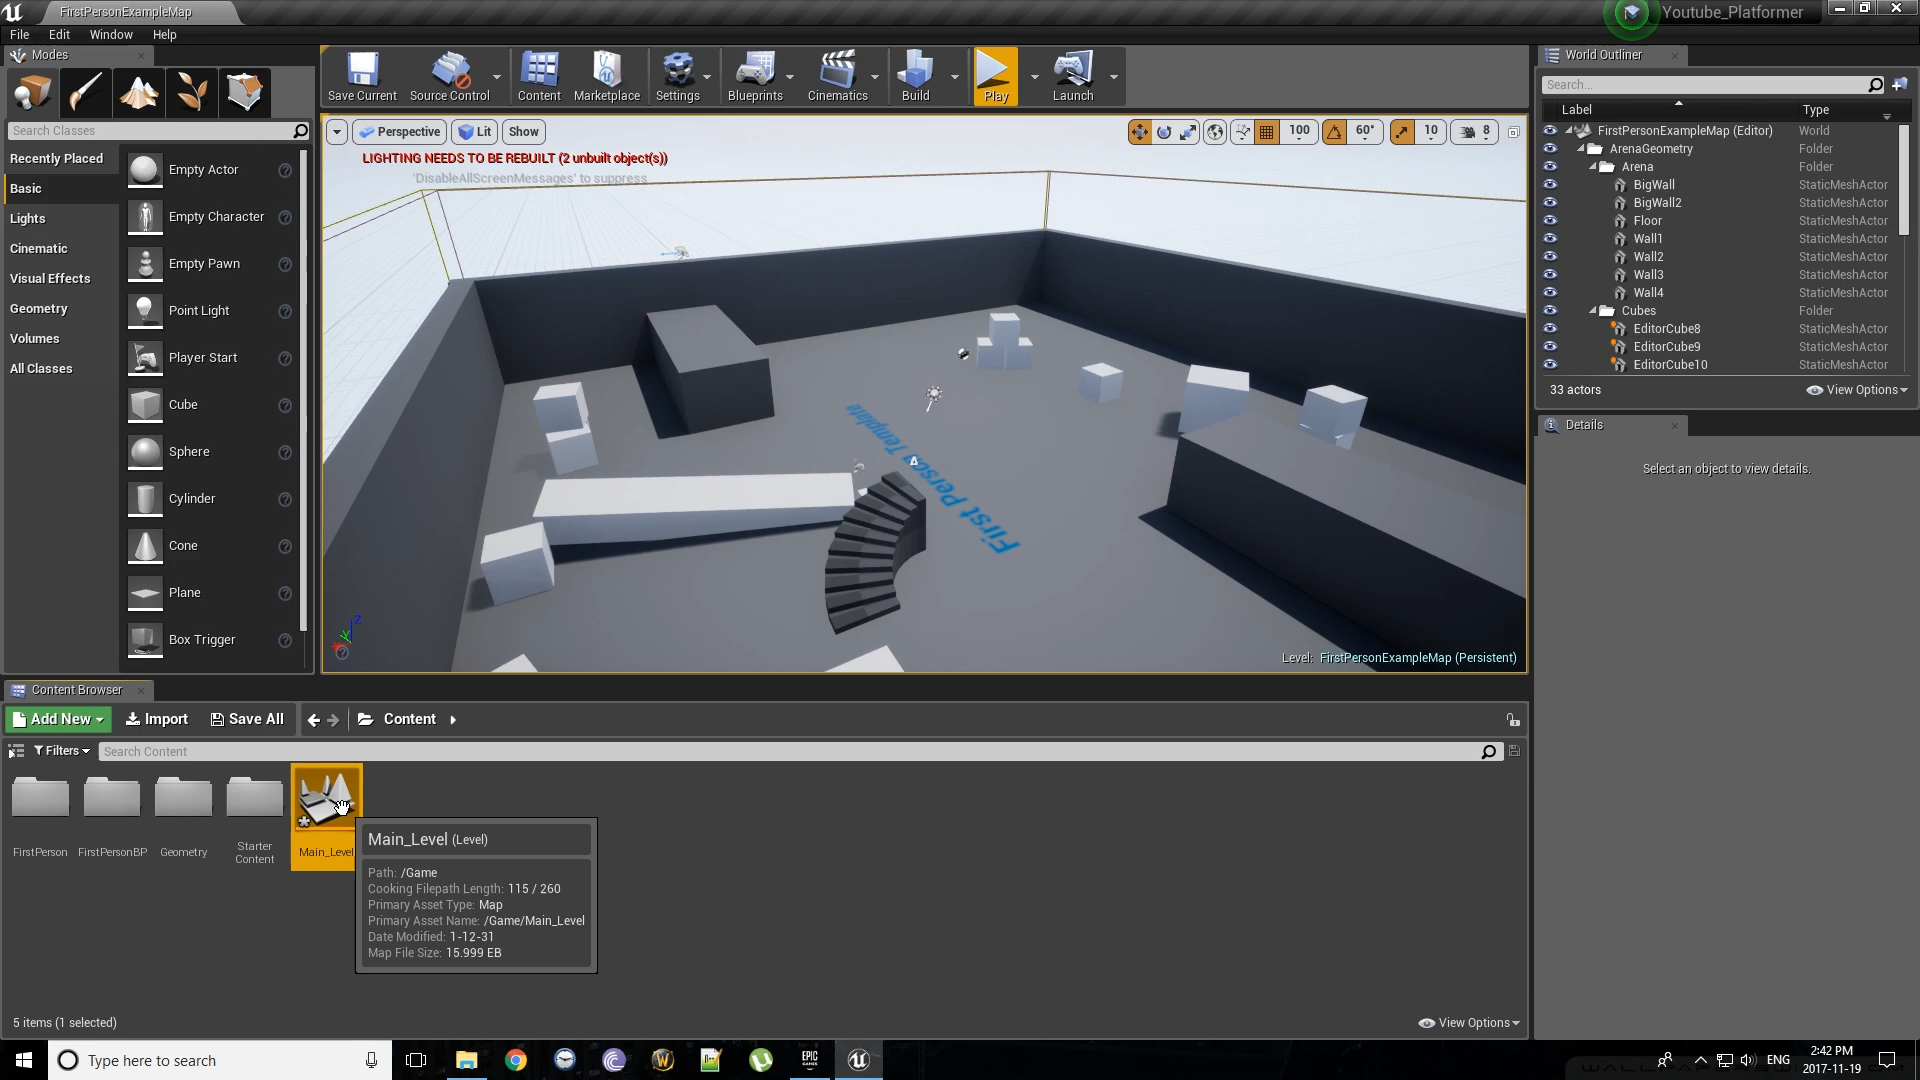 FirstPersonExampleMap
Youtube_Platformer
File Edit Window Help
Modes
Search Classes
Recently Placed
Basic
Lights
Cinematic
Visual Effects
Geometry
Volumes
All Classes
Empty Actor
Empty Character
Empty Pawn
Point Light
Player Start
Cube
Sphere
Cylinder
Cone
Plane
Box Trigger
Save Current Source Control Content Marketplace Settings Blueprints Cinematics Build Play Launch
Perspective Lit Show 100 60° 10 8
LIGHTING NEEDS TO BE REBUILT (2 unbuilt object(s))
'DisableAllScreenMessages' to suppress
First Person Template
Z
Level: FirstPersonExampleMap (Persistent)
World Outliner
Search...
Label Type
FirstPersonExampleMap (Editor) World
ArenaGeometry Folder
Arena Folder
BigWall StaticMeshActor
BigWall2 StaticMeshActor
Floor StaticMeshActor
Wall1 StaticMeshActor
Wall2 StaticMeshActor
Wall3 StaticMeshActor
Wall4 StaticMeshActor
Cubes Folder
EditorCube8 StaticMeshActor
EditorCube9 StaticMeshActor
EditorCube10 StaticMeshActor
33 actors View Options
Details
Select an object to view details.
Content Browser
Add New Import Save All Content
Filters Search Content
FirstPerson
FirstPersonBP
Geometry
Starter
Content
Main_Level
Main_Level (Level)
Path: /Game
Cooking Filepath Length: 115 / 260
Primary Asset Type: Map
Primary Asset Name: /Game/Main_Level
Date Modified: 1-12-31
Map File Size: 15.999 EB
5 items (1 selected) View Options
Type here to search
EPIC
GAMES
ENG
2:42 PM
2017-11-19